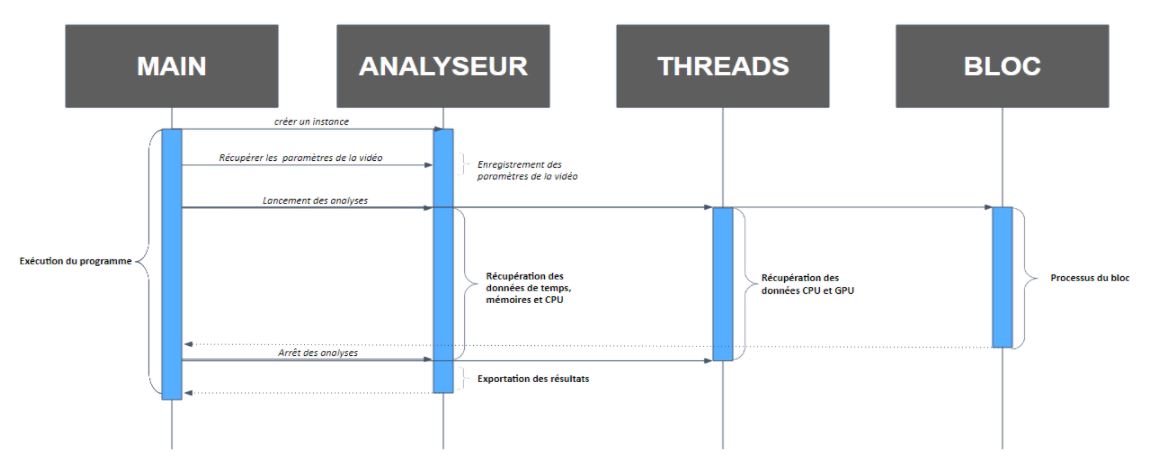 MAIN
ANALYSEUR
THREADS
BLOC
créer un instance
Récupérer les paramètres de la vidéo
Enregistrement des
paramètres de la vidéo
Lancement des analyses
Exécution du programme
Récupération des
données de temps,
mémoires et CPU
Récupération des
données CPU et GPU
Processus du bloc
Arrêt des analyses
Exportation des résultats